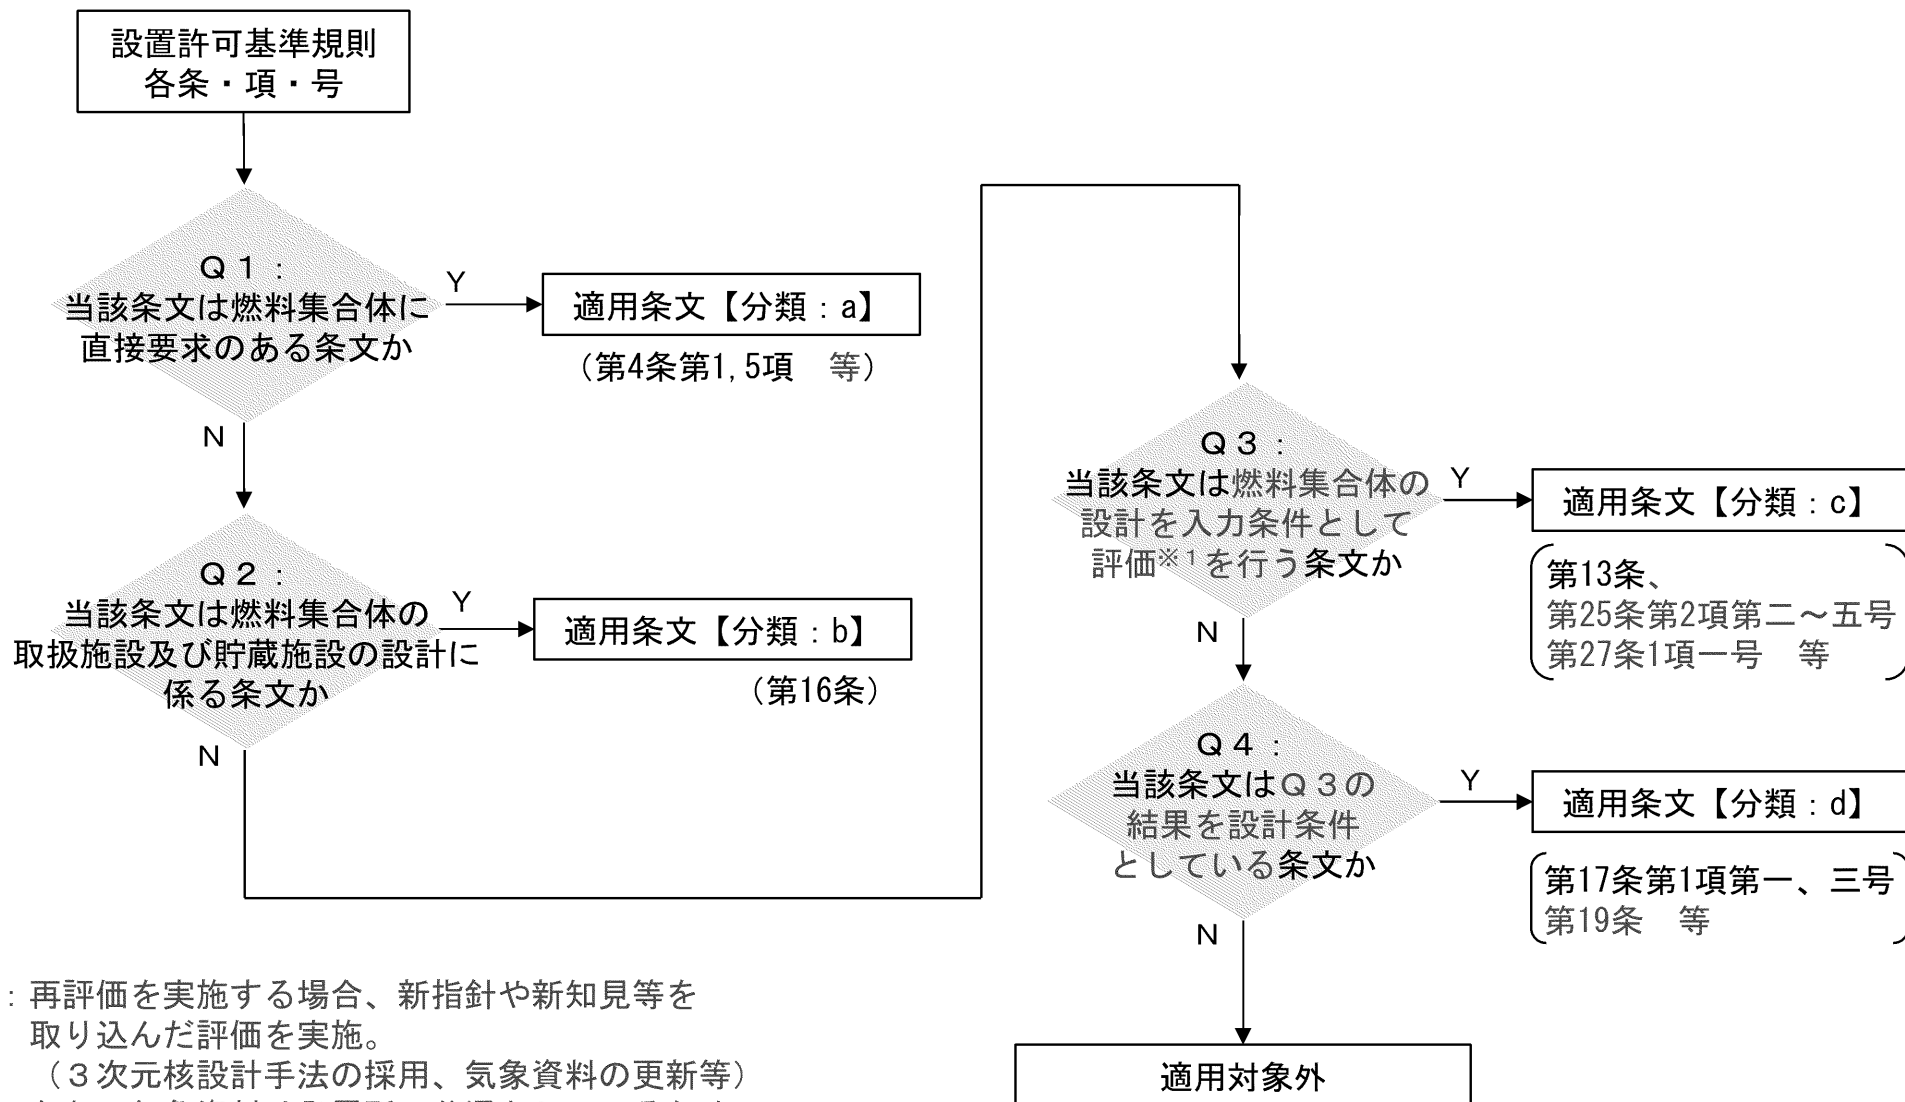 設置許可基準規則
各条・項・号
Q1:
当該条文は燃料集合体に
直接要求のある条文か
Y
適用条文【分類:a】
(第4条第1,5項 等)
N
Q2:
当該条文は燃料集合体の
取扱施設及び貯蔵施設の設計に
係る条文か
Y
適用条文【分類:b】
(第16条)
N
Q3:
当該条文は燃料集合体の
設計を入力条件として
評価※1を行う条文か
Y
適用条文【分類:c】
第13条、
第25条第2項第二~五号
第27条1項一号 等
N
Q4:
当該条文はQ3の
結果を設計条件
としている条文か
Y
適用条文【分類:d】
第17条第1項第一、三号
第19条 等
N
適用対象外
:再評価を実施する場合、新指針や新知見等を
取り込んだ評価を実施。
(3次元核設計手法の採用、気象資料の更新等)